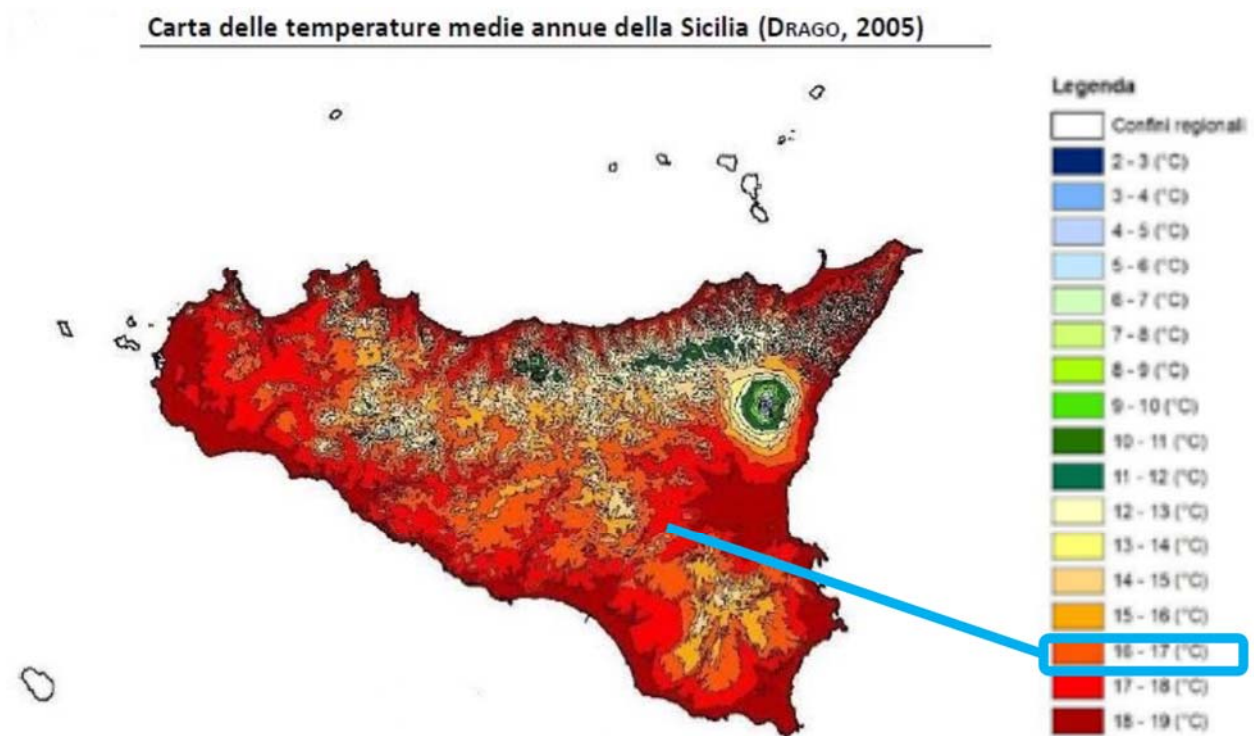 Carta delle temperature medie annue della Sicilia (DRAGO, 2005)
Legenda
Confini regionali
2 - 3 (°C)
3 - 4 (°C)
4 - 5 (°C)
5 - 6 (°C)
6 - 7 (°C)
7 - 8 (°C)
8 - 9 (°C)
9 - 10 (°C)
10 - 11 (°C)
11 - 12 (°C)
12 - 13 (°C)
13 - 14 (°C)
14 - 15 (°C)
15 - 16 (°C)
16 - 17 (°C)
17 - 18 (°C)
18 - 19 (°C)